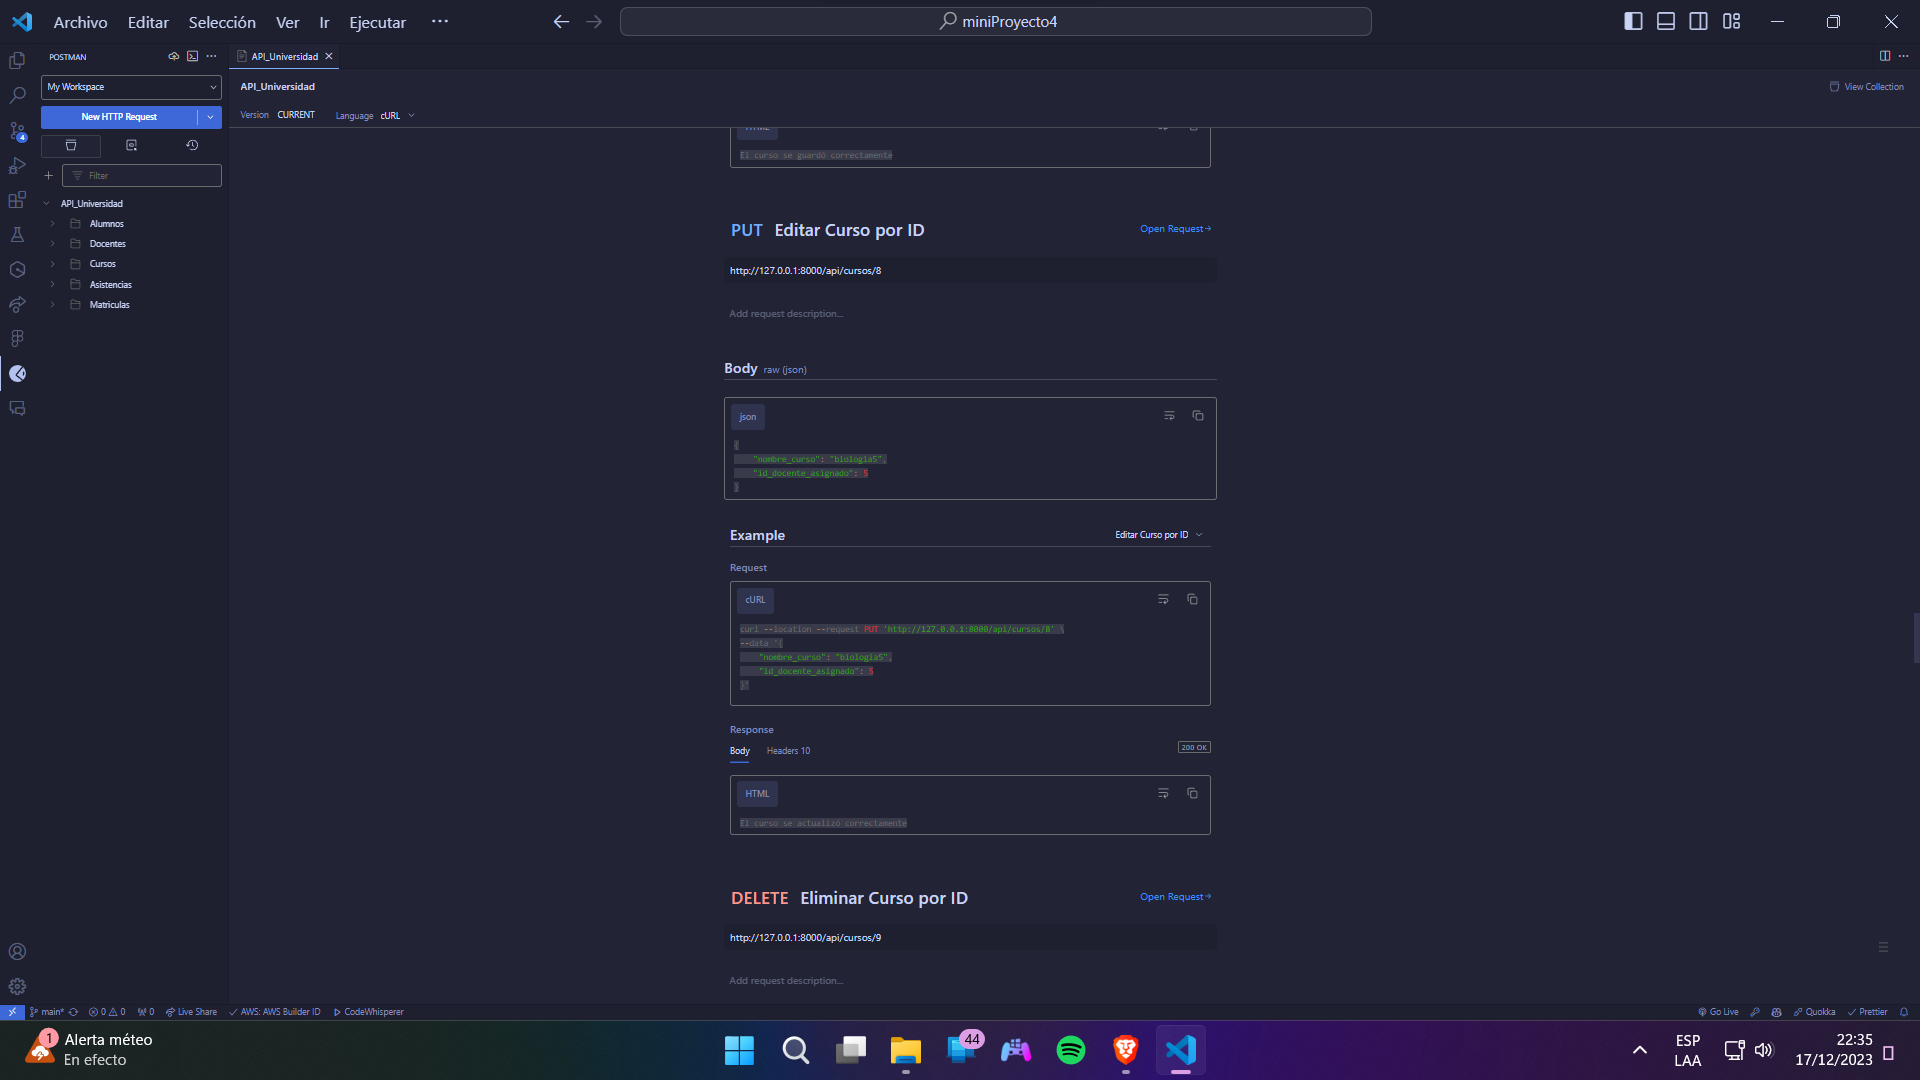 Archivo Editar Selección Ver Ir Ejecutar ···
miniProyecto4
POSTMAN
API_Universidad
My Workspace
API_Universidad
View Collection
New HTTP Request
Version CURRENT Language cURL
HTML
El curso se guardó correctamente
Filter
API_Universidad
Alumnos
Docentes
Cursos
Asistencias
Matriculas
4
PUT Editar Curso por ID
Open Request→
http://127.0.0.1:8000/api/cursos/8
Add request description...
Body raw (json)
json
{
"nombre_curso": "biologia5",
"id_docente_asignado": 5
}
Example
Editar Curso por ID
Request
cURL
curl --location --request PUT 'http://127.0.0.1:8000/api/cursos/8' \
--data '{
"nombre_curso": "biologia5",
"id_docente_asignado": 5
}'
Response
Body Headers 10
200 OK
HTML
El curso se actualizó correctamente
DELETE Eliminar Curso por ID
Open Request→
http://127.0.0.1:8000/api/cursos/9
Add request description...
main* 0 0 0 Live Share AWS: AWS Builder ID CodeWhisperer
Go Live Quokka Prettier
1
Alerta méteo
En efecto
44
ESP
LAA
22:35
17/12/2023